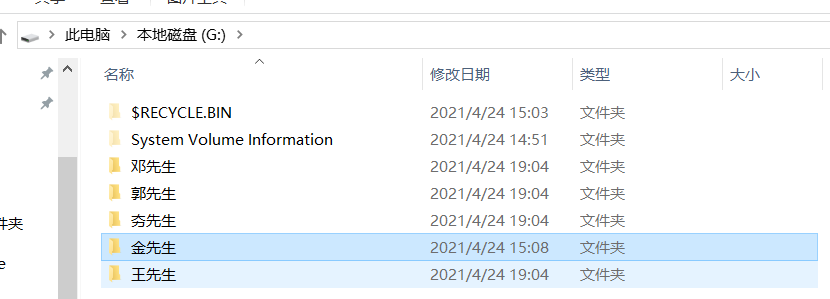 此电脑 > 本地磁盘 (G:) >
名称 修改日期 类型 大小
$RECYCLE.BIN 2021/4/24 15:03 文件夹
System Volume Information 2021/4/24 14:51 文件夹
邓先生 2021/4/24 19:04 文件夹
郭先生 2021/4/24 19:04 文件夹
夯先生 2021/4/24 19:04 文件夹
件夹
金先生 2021/4/24 15:08 文件夹
e
王先生 2021/4/24 19:04 文件夹